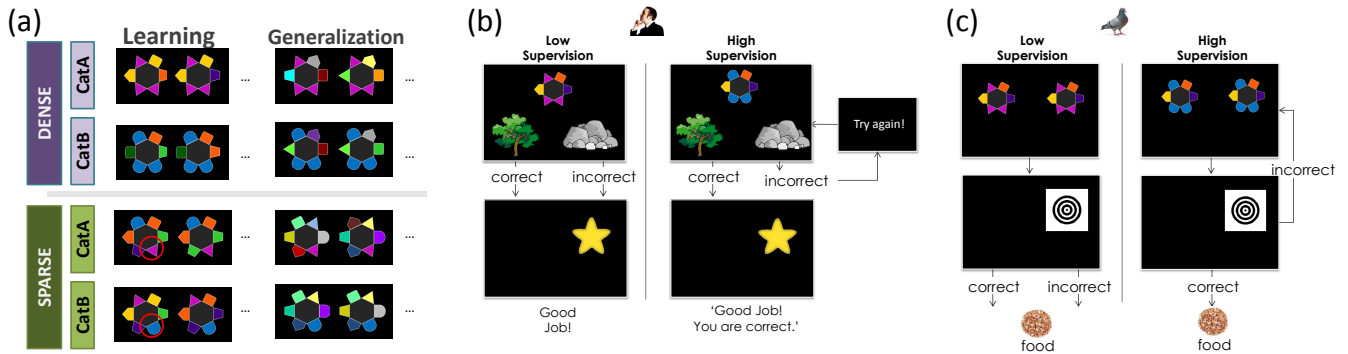 (a)
Learning
Generalization
DENSE
CatA
...
...
CatB
...
...
SPARSE
CatA
...
...
CatB
...
...
(b)
Low
Supervision
High
Supervision
Try again!
correct
incorrect
correct
incorrect
Good
Job!
‘Good Job!
You are correct.’
(c)
Low
Supervision
High
Supervision
incorrect
correct
incorrect
correct
food
food